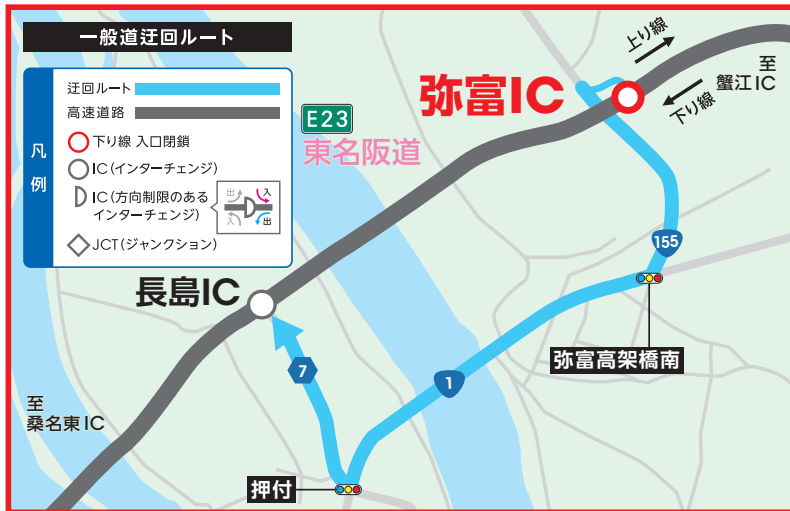 一般道迂回ルート
凡例
迂回ルート
高速道路
下り線 入口閉鎖
IC(インターチェンジ)
IC(方向制限のある
インターチェンジ)
出
入
入
出
JCT(ジャンクション)
E23
東名阪道
弥富IC
上り線
下り線
至
蟹江IC
155
弥富高架橋南
長島IC
7
1
至
桑名東IC
押付